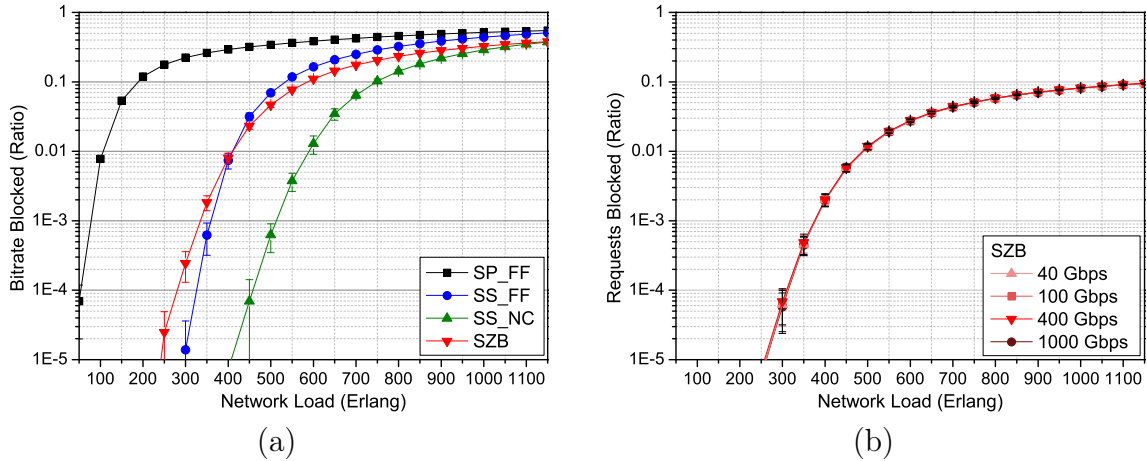 1
0.1
0.01
1E-3
1E-4
1E-5
Bitrate Blocked (Ratio)
SP_FF
SS_FF
SS_NC
SZB
100 200 300 400 500 600 700 800 900 1000 1100
Network Load (Erlang)
(a)
1
0.1
0.01
1E-3
1E-4
1E-5
Requests Blocked (Ratio)
SZB
40 Gbps
100 Gbps
400 Gbps
1000 Gbps
100 200 300 400 500 600 700 800 900 1000 1100
Network Load (Erlang)
(b)